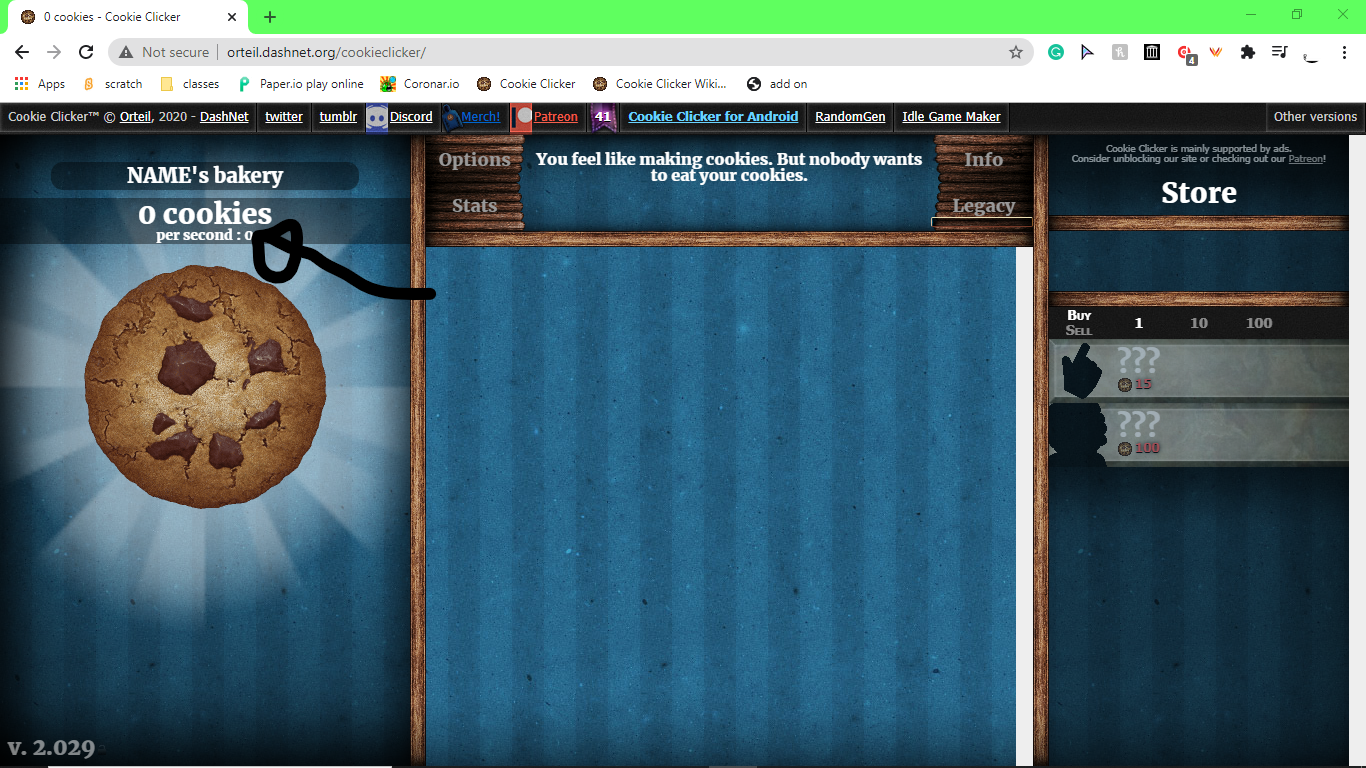 0 cookies - Cookie Clicker
Not secure
orteil.dashnet.org/cookieclicker/
4
Apps
scratch
classes
Paper.io play online
Coronar.io
Cookie Clicker
Cookie Clicker Wiki...
add on
Cookie Clicker™ © Orteil, 2020 - DashNet
twitter
tumblr
Discord
Merch!
Patreon
41
Cookie Clicker for Android
RandomGen
Idle Game Maker
Other versions
NAME's bakery
0 cookies
per second : 0
Options
Stats
You feel like making cookies. But nobody wants
to eat your cookies.
Info
Legacy
Cookie Clicker is mainly supported by ads.
Consider unblocking our site or checking out our Patreon!
Store
Buy
Sell
1
10
100
???
15
???
100
v. 2.029